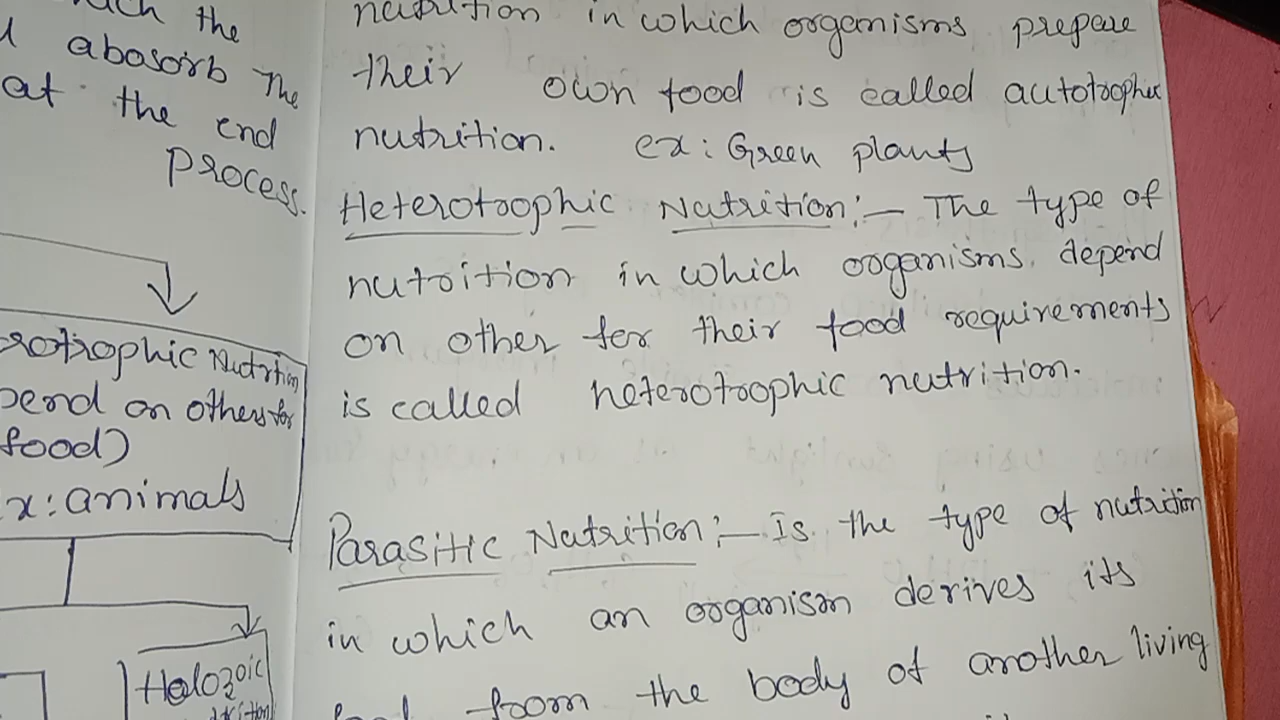 the
abosorb The
at the end
process.
rotrophic Nutrition
pend on others for
food)
x: animals
Holozoic
nutrition in which organisms prepare
their own food is called autotrophic
nutrition. ex: Green plants
Heterotrophic Nutrition:- The type of
nutrition in which organisms depend
on other for their food requirements
is called heterotrophic nutrition.
Parasitic Nutrition:- Is the type of nutrition
in which an organism derives its
from the body of another living